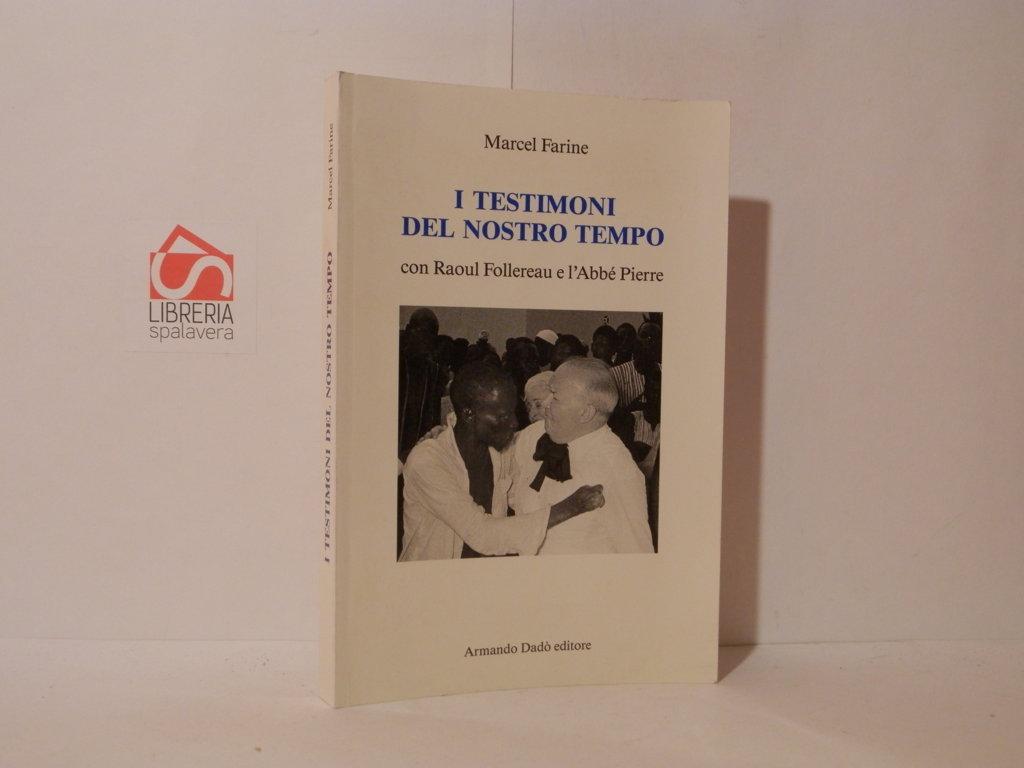 LIBRERIA
spalavera
Marcel Farine
I TESTIMONI DEL NOSTRO TEMPO
Marcel Farine
I TESTIMONI
DEL NOSTRO TEMPO
con Raoul Follereau e l'Abbé Pierre
Armando Dadò editore